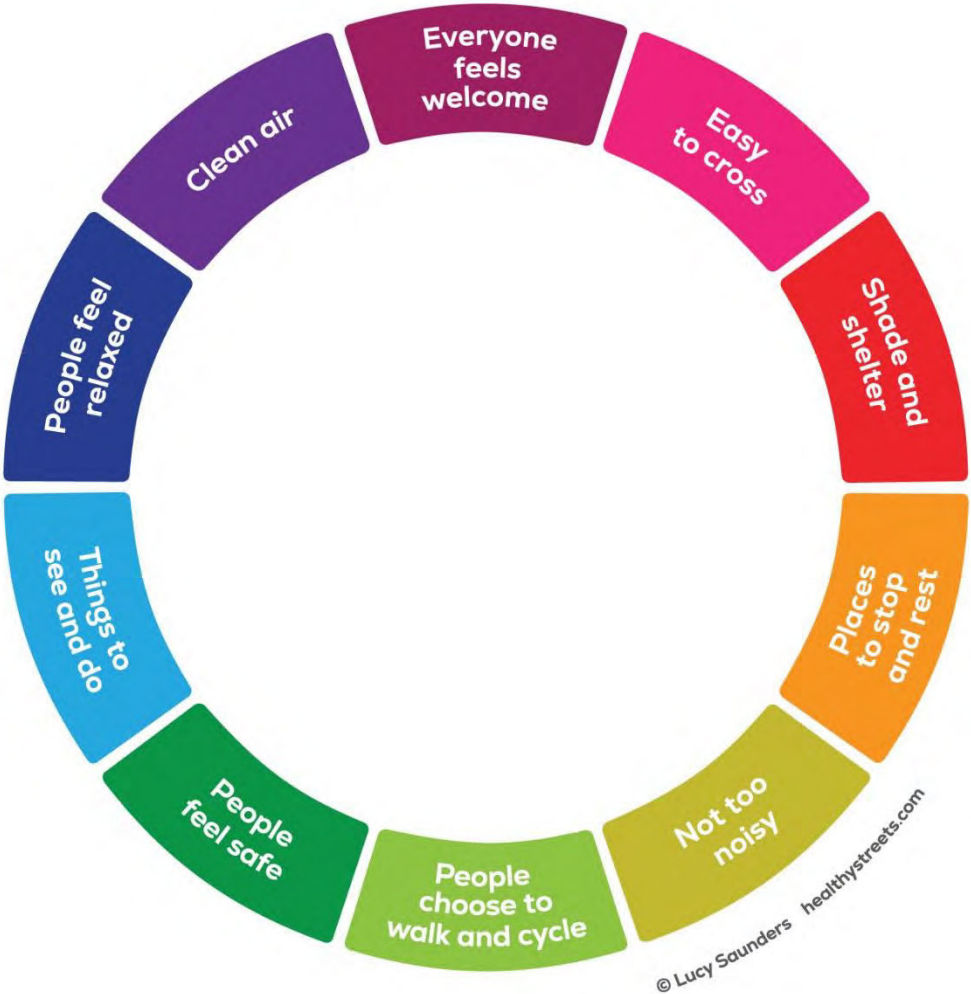 Everyone
feels
welcome
Easy
to cross
Shade and
shelter
Places
to stop
and rest
Not too
noisy
People
choose to
walk and cycle
People
feel safe
Things to
see and do
People feel
relaxed
Clean air
© Lucy Saunders healthystreets.com